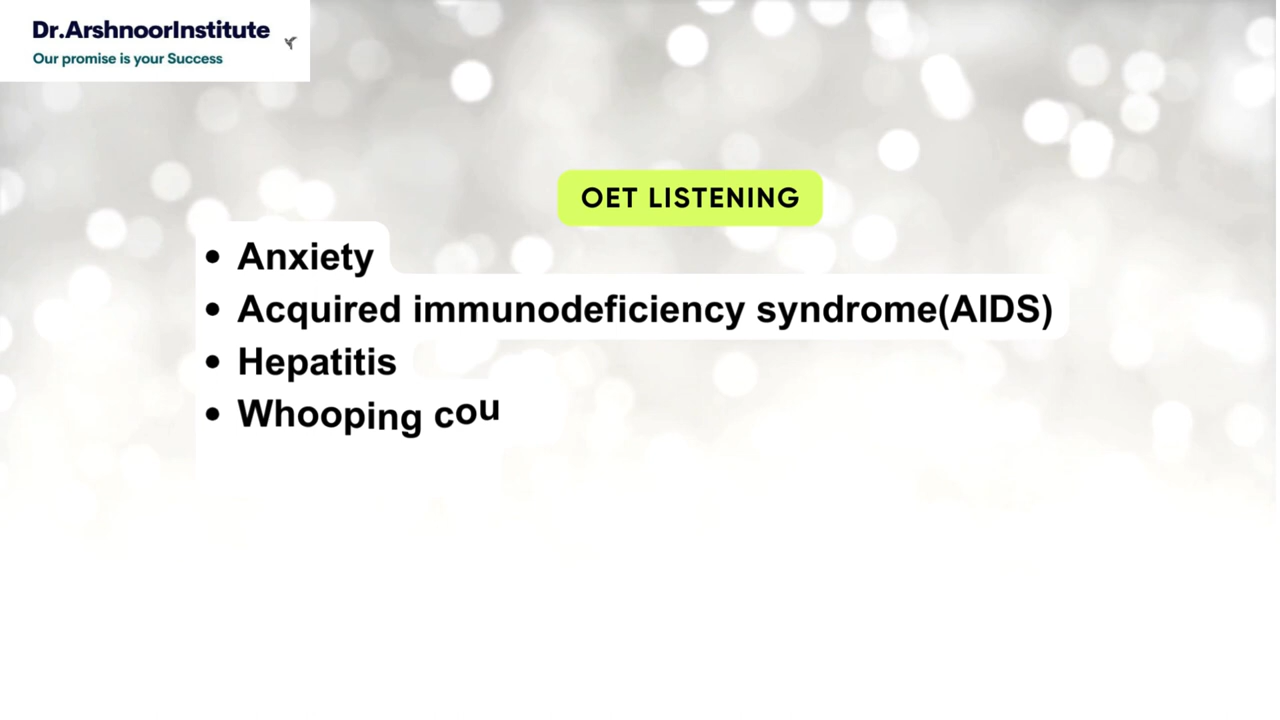 Dr.ArshnoorInstitute
Our promise is your Success
OET LISTENING
• Anxiety
• Acquired immunodeficiency syndrome(AIDS)
• Hepatitis
• Whooping cou